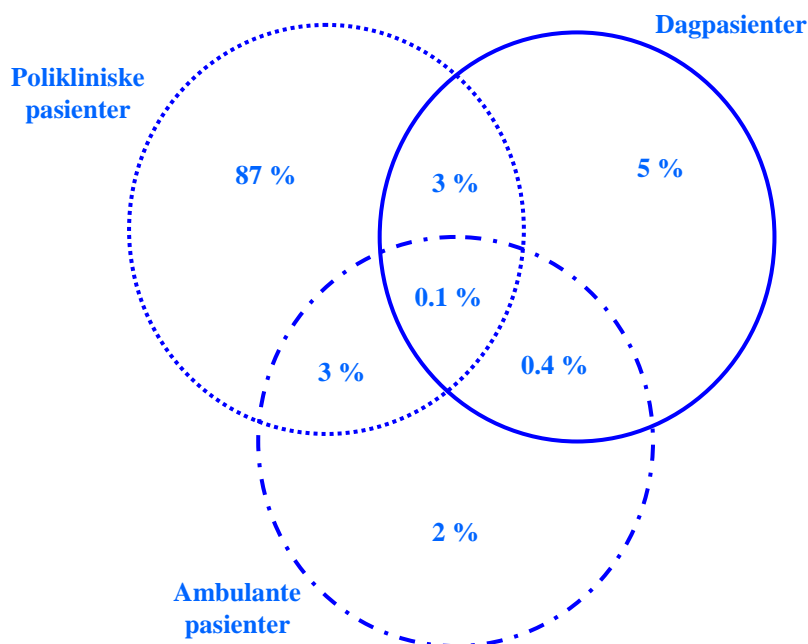 Dagpasienter
Polikliniske
pasienter
87 %
3 %
5 %
0.1 %
3 %
0.4 %
2 %
Ambulante
pasienter